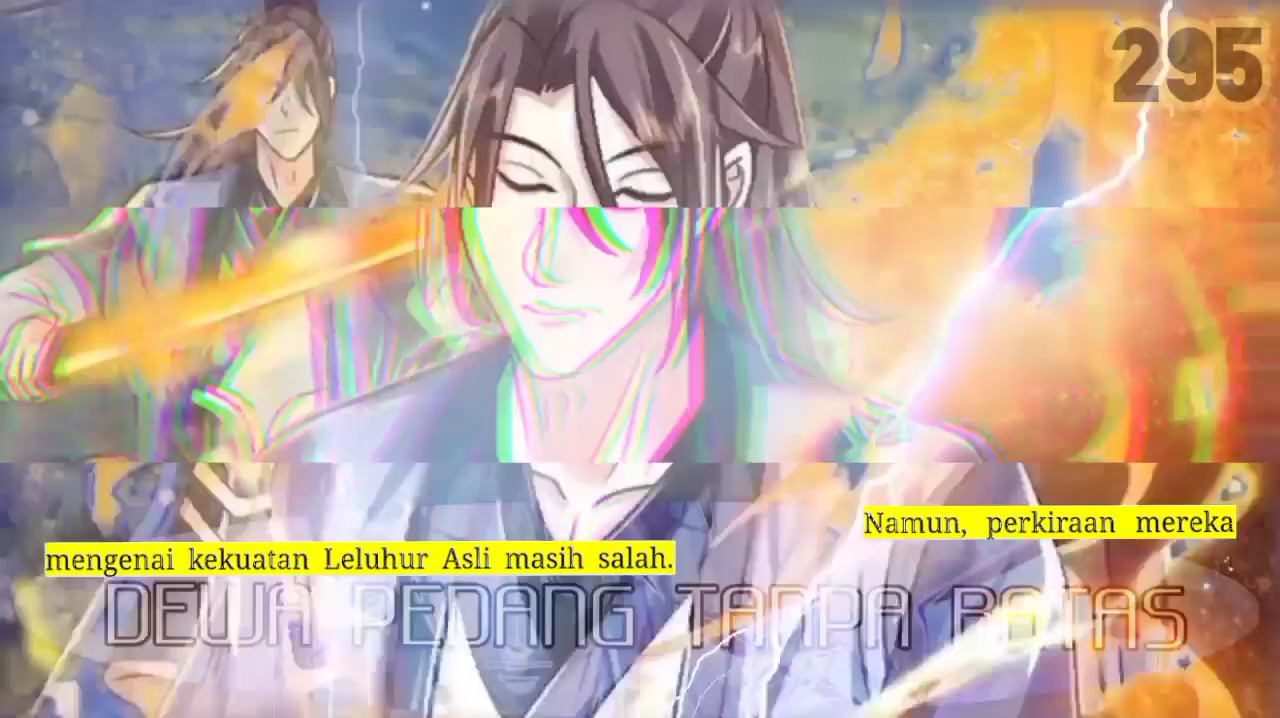 295
Namun, perkiraan mereka
mengenai kekuatan Leluhur Asli masih salah.
DEWA PEDANG TANPA BATAS